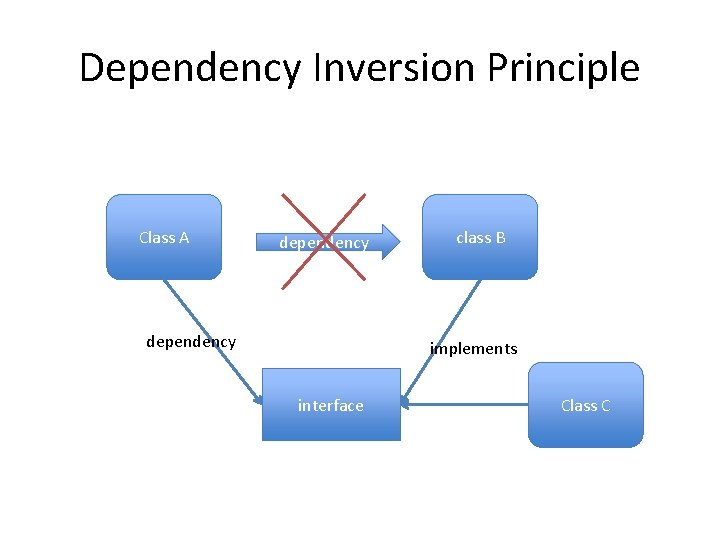 Dependency Inversion Principle
Class A
dependency
class B
dependency
implements
interface
Class C